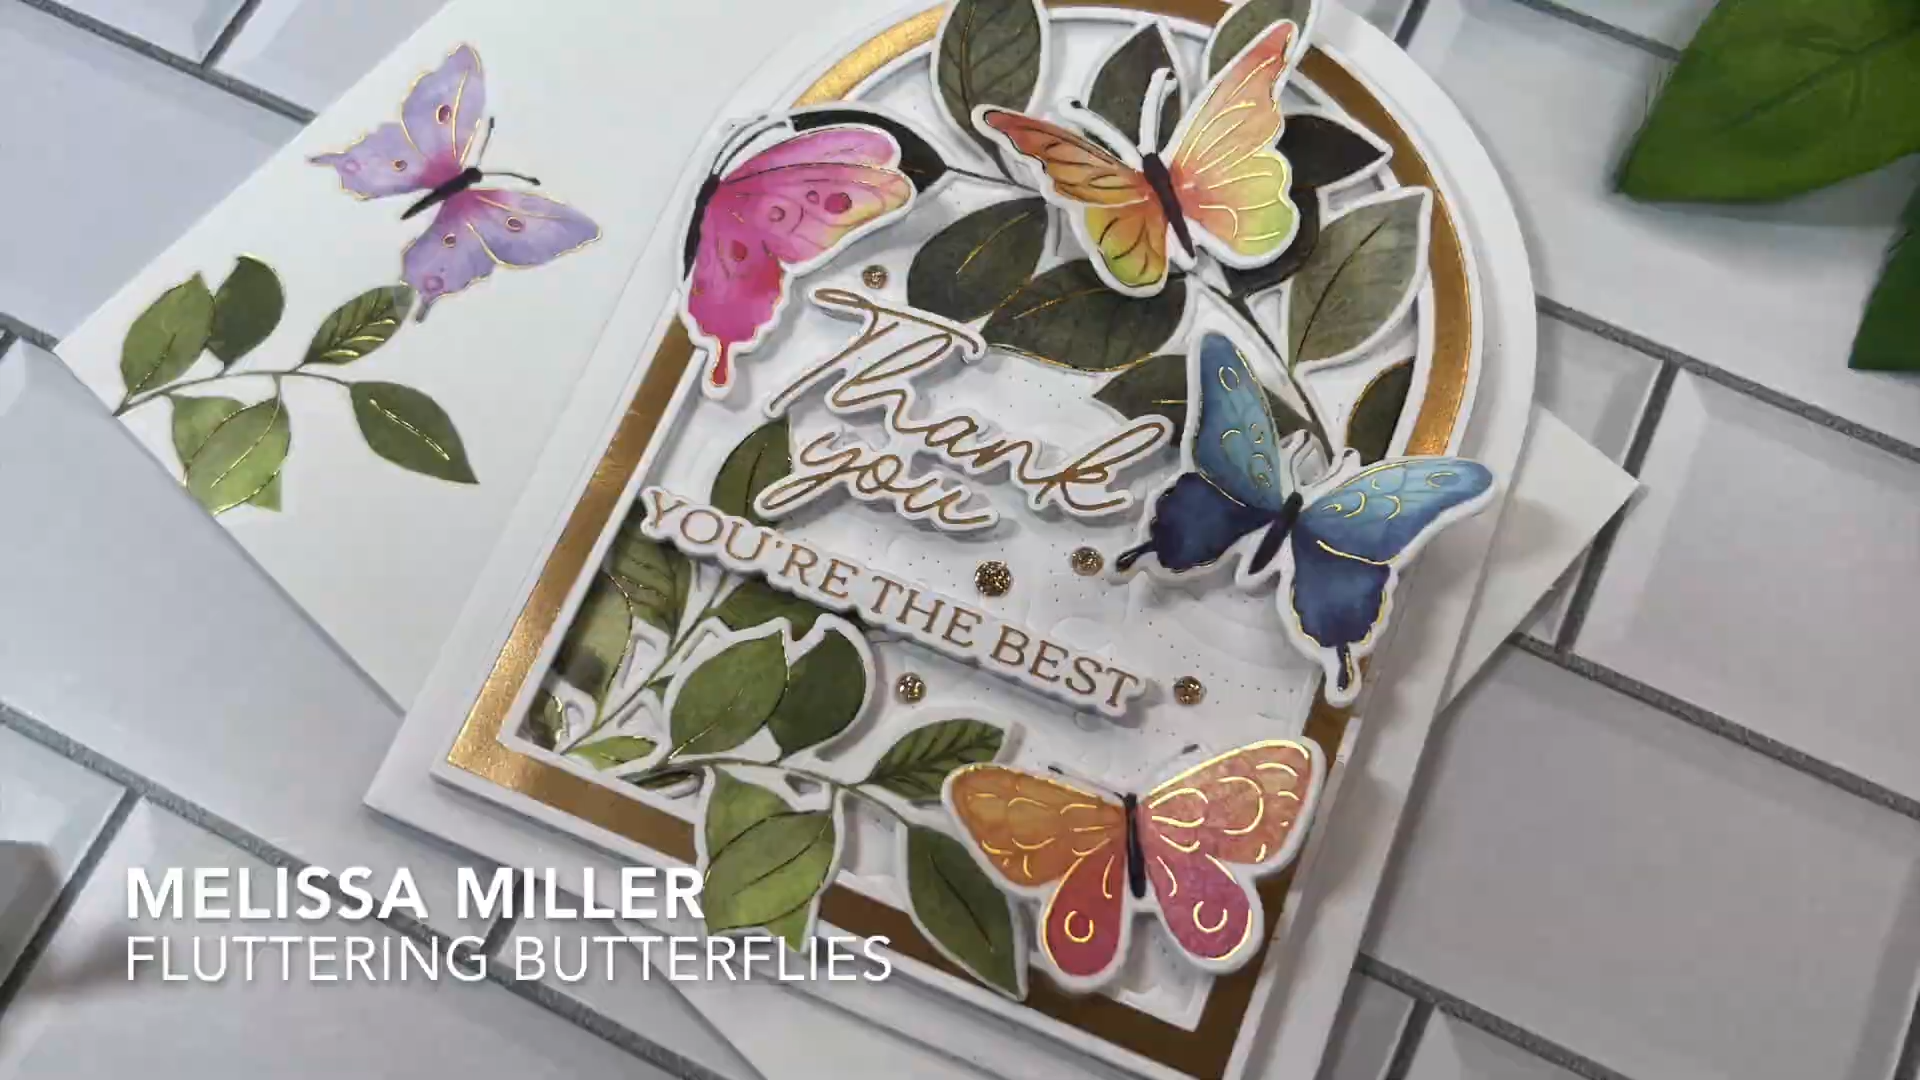 Thank
you
YOU'RE THE BEST
MELISSA MILLER
FLUTTERING BUTTERFLIES